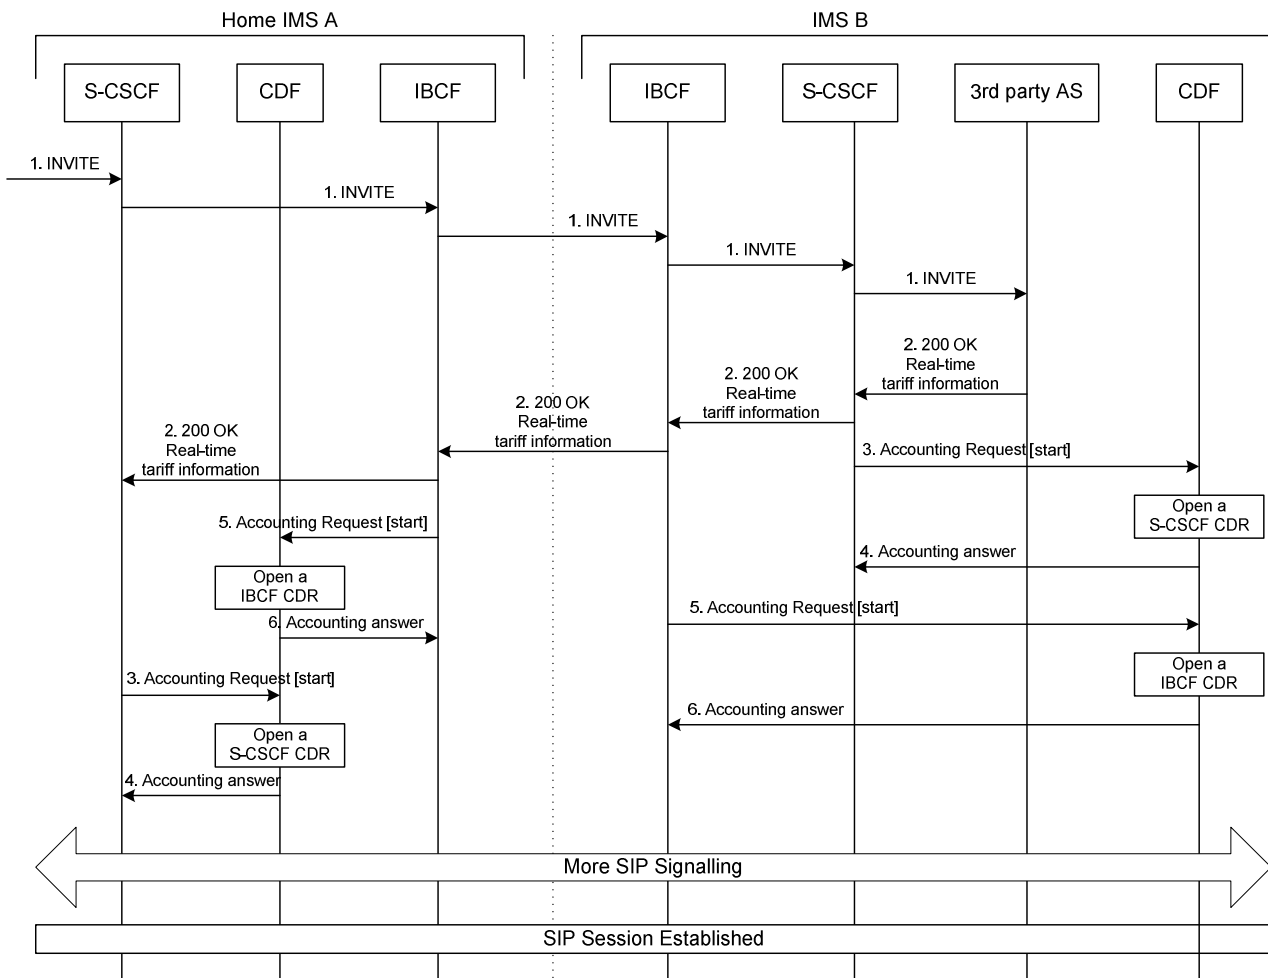 Home IMS A
IMS B
S-CSCF
CDF
IBCF
IBCF
S-CSCF
3rd party AS
CDF
1. INVITE
1. INVITE
1. INVITE
1. INVITE
1. INVITE
2. 200 OK
Real-time
tariff information
2. 200 OK
Real-time
tariff information
2. 200 OK
Real-time
tariff information
2. 200 OK
Real-time
tariff information
3. Accounting Request [start]
Open a
S-CSCF CDR
5. Accounting Request [start]
4. Accounting answer
Open a
IBCF CDR
5. Accounting Request [start]
6. Accounting answer
Open a
IBCF CDR
3. Accounting Request [start]
6. Accounting answer
Open a
S-CSCF CDR
4. Accounting answer
More SIP Signalling
SIP Session Established